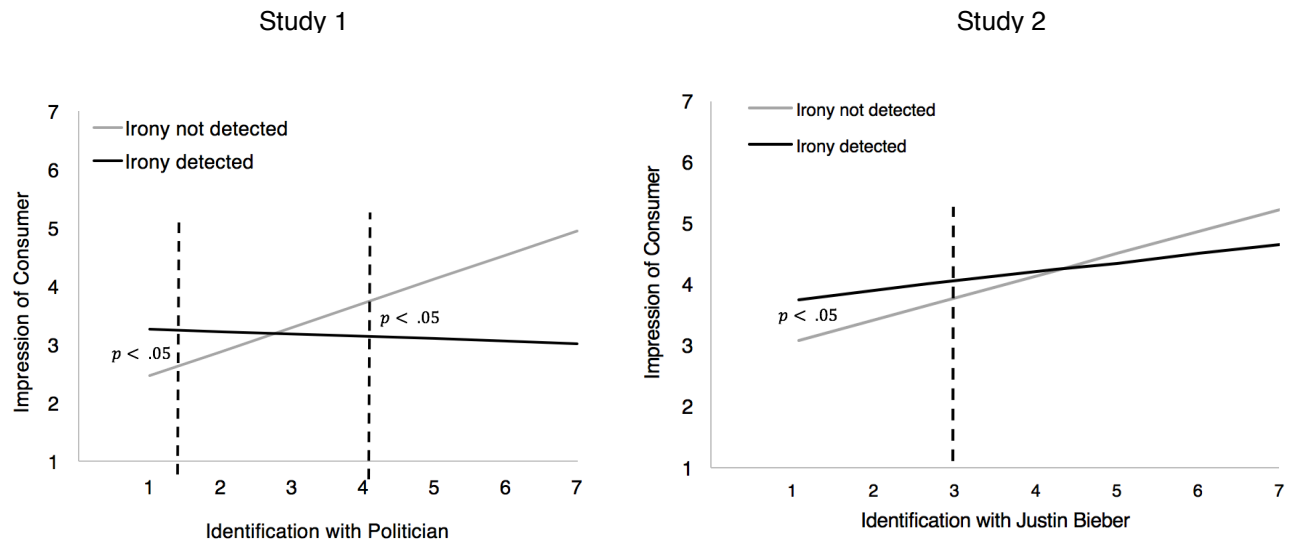 Study 1
7
6
5
4
3
2
1
Impression of Consumer
Irony not detected
Irony detected
p < .05
p < .05
1 2 3 4 5 6 7
Identification with Politician
Study 2
7
6
5
4
3
2
1
Impression of Consumer
Irony not detected
Irony detected
p < .05
1 2 3 4 5 6 7
Identification with Justin Bieber